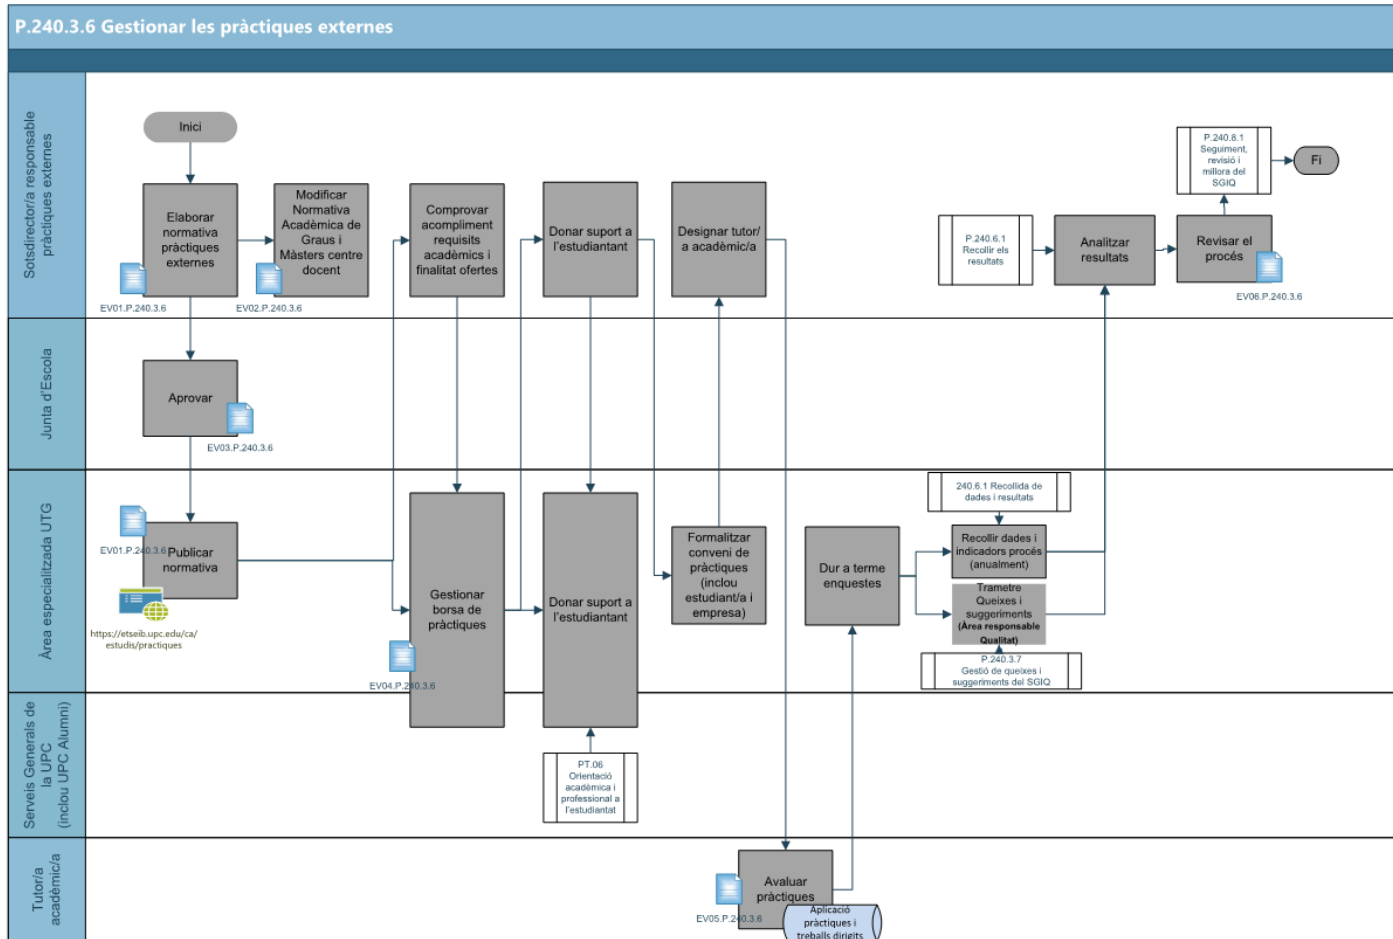 P.240.3.6 Gestionar les pràctiques externes
Sotsdirector/a responsable
pràctiques externes
Inici
Elaborar
normativa
pràctiques
externes
EV01.P.240.3.6
Modificar
Normativa
Acadèmica de
Graus i
Màsters centre
docent
EV02.P.240.3.6
Comprovar
acompliment
requisits
acadèmics i
finalitat ofertes
Donar suport a
l'estudiantant
Designar tutor/
a acadèmic/a
P.240.6.1
Recollir els
resultats
Analitzar
resultats
Revisar el
procés
EV06.P.240.3.6
P.240.8.1
Seguiment,
revisió i
millora del
SGIQ
Fi
Junta d'Escola
Aprovar
EV03.P.240.3.6
Àrea especialitzada UTG
EV01.P.240.3.6
Publicar
normativa
https://etseib.upc.edu/ca/
estudis/practiques
Gestionar
borsa de
pràctiques
EV04.P.240.3.6
Donar suport a
l'estudiantant
Formalitzar
conveni de
pràctiques
(inclou
estudiant/a i
empresa)
Dur a terme
enquestes
240.6.1 Recollida de
dades i resultats
Recollir dades i
indicadors procés
(anualment)
Trametre
Queixes i
suggeriments
(Àrea responsable
Qualitat)
P.240.3.7
Gestió de queixes i
suggeriments del SGIQ
Serveis Generals de
la UPC
(inclou UPC Alumni)
PT.06
Orientació
acadèmica i
professional a
l'estudiantat
Tutor/a
acadèmic/a
Avaluar
pràctiques
EV05.P.240.3.6
Aplicació
pràctiques i
treballs dirigits